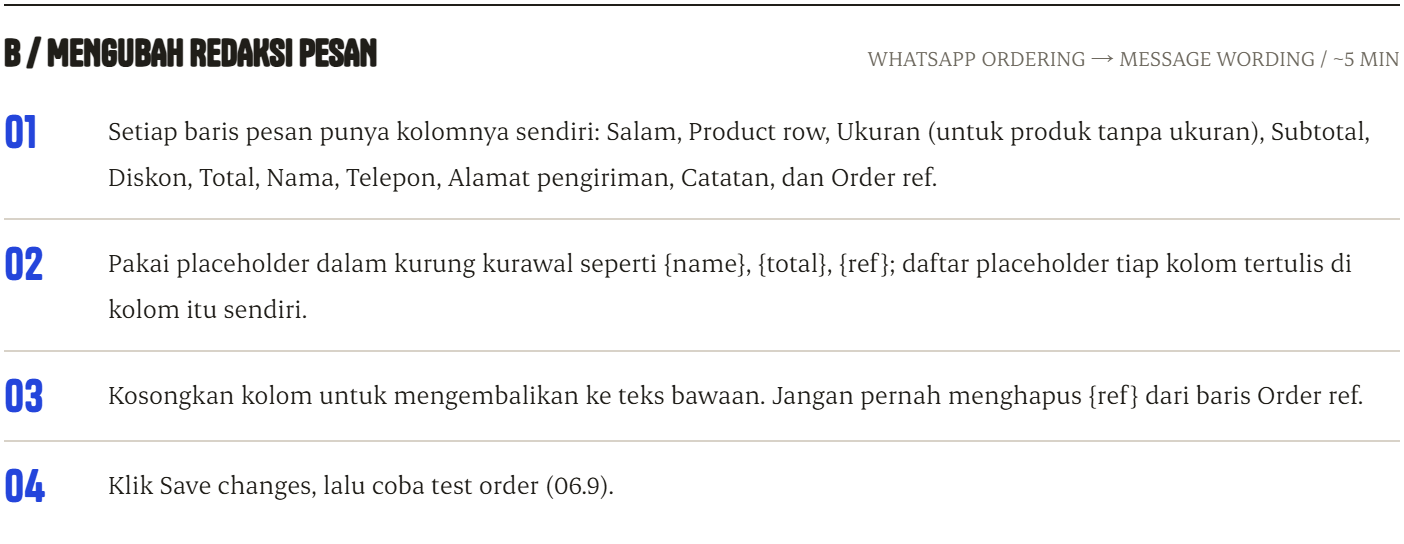 B / MENGUBAH REDAKSI PESAN
WHATSAPP ORDERING → MESSAGE WORDING / ~5 MIN
01
Setiap baris pesan punya kolomnya sendiri: Salam, Product row, Ukuran (untuk produk tanpa ukuran), Subtotal,
Diskon, Total, Nama, Telepon, Alamat pengiriman, Catatan, dan Order ref.
02
Pakai placeholder dalam kurung kurawal seperti {name}, {total}, {ref}; daftar placeholder tiap kolom tertulis di
kolom itu sendiri.
03
Kosongkan kolom untuk mengembalikan ke teks bawaan. Jangan pernah menghapus {ref} dari baris Order ref.
04
Klik Save changes, lalu coba test order (06.9).